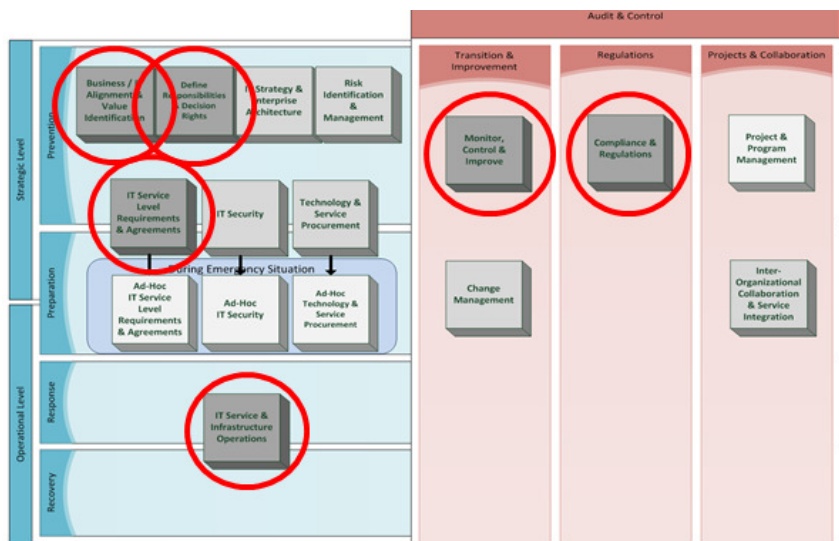 Audit & Control
Transition &
Improvement
Regulations
Projects & Collaboration
Strategic Level
Operational Level
Prevention
Preparation
Response
Recovery
Business /
Alignment &
Value
Identification
Define
Responsibilities
& Decision
Rights
IT Strategy &
Enterprise
Architecture
Risk
Identification
&
Management
Monitor,
Control &
Improve
Compliance &
Regulations
Project &
Program
Management
IT Service
Level
Requirements
& Agreements
IT Security
Technology &
Service
Procurement
During Emergency Situation
Ad-Hoc
IT Service
Level
Requirements
& Agreements
Ad-Hoc
IT Security
Ad-Hoc
Technology &
Service
Procurement
Change
Management
Inter-
Organizational
Collaboration
& Service
Integration
IT Service &
Infrastructure
Operations